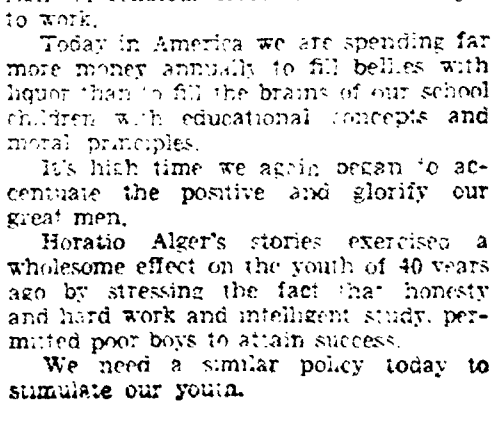 to work.
Today in America we are spending far
more money annually to fill bellies with
liquor than to fill the brains of our school
children with educational concepts and
moral principles.
It's high time we again began to ac-
centuate the positive and glorify our
great men.
Horatio Alger's stories exercised a
wholesome effect on the youth of 40 years
ago by stressing the fact that honesty
and hard work and intelligent study, per-
mitted poor boys to attain success.
We need a similar policy today to
stimulate our youth.